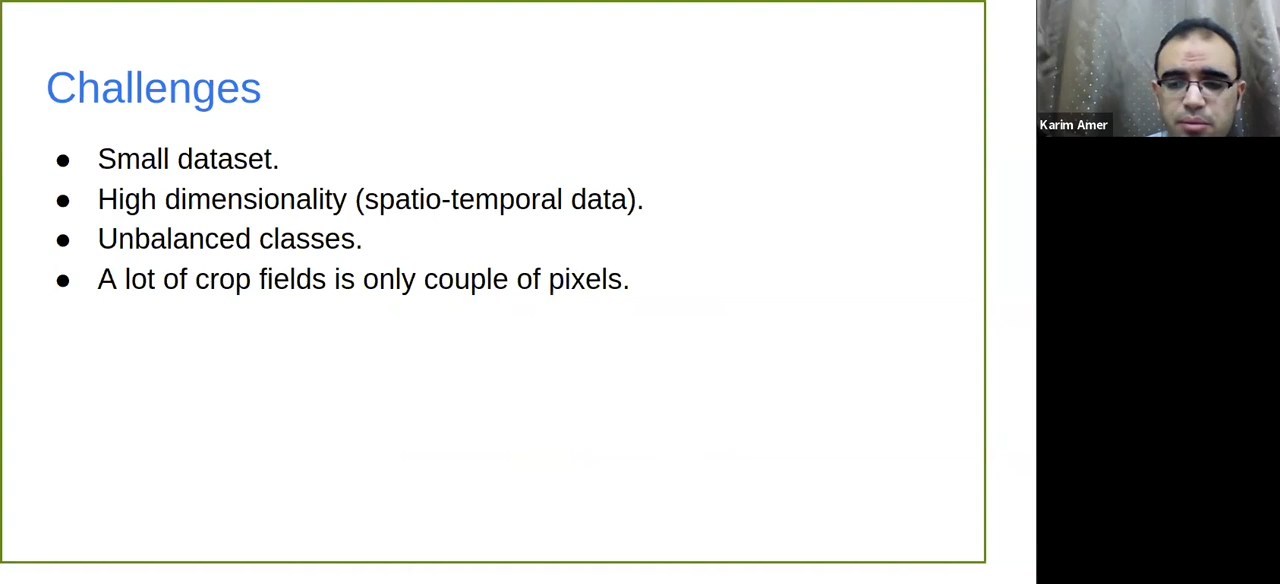 Challenges
● Small dataset.
● High dimensionality (spatio-temporal data).
● Unbalanced classes.
● A lot of crop fields is only couple of pixels.
Karim Amer